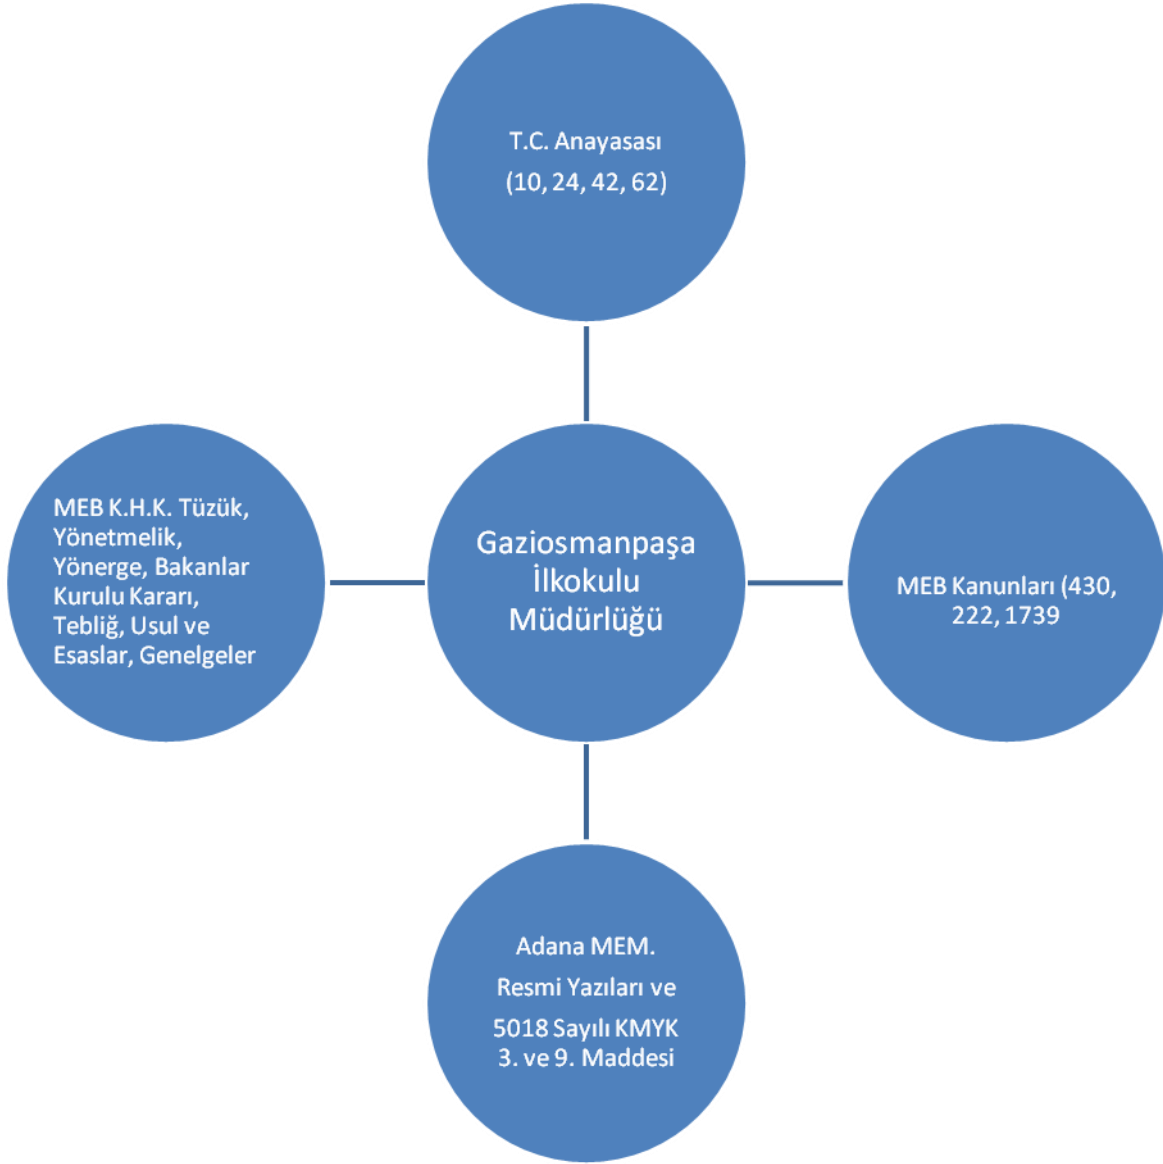 T.C. Anayasası
(10, 24, 42, 62)
MEB K.H.K. Tüzük,
Yönetmelik,
Yönerge, Bakanlar
Kurulu Kararı,
Tebliğ, Usul ve
Esaslar, Genelgeler
Gaziosmanpaşa
İlkokulu
Müdürlüğü
MEB Kanunları (430,
222, 1739
Adana MEM.
Resmi Yazıları ve
5018 Sayılı KMYK
3. ve 9. Maddesi